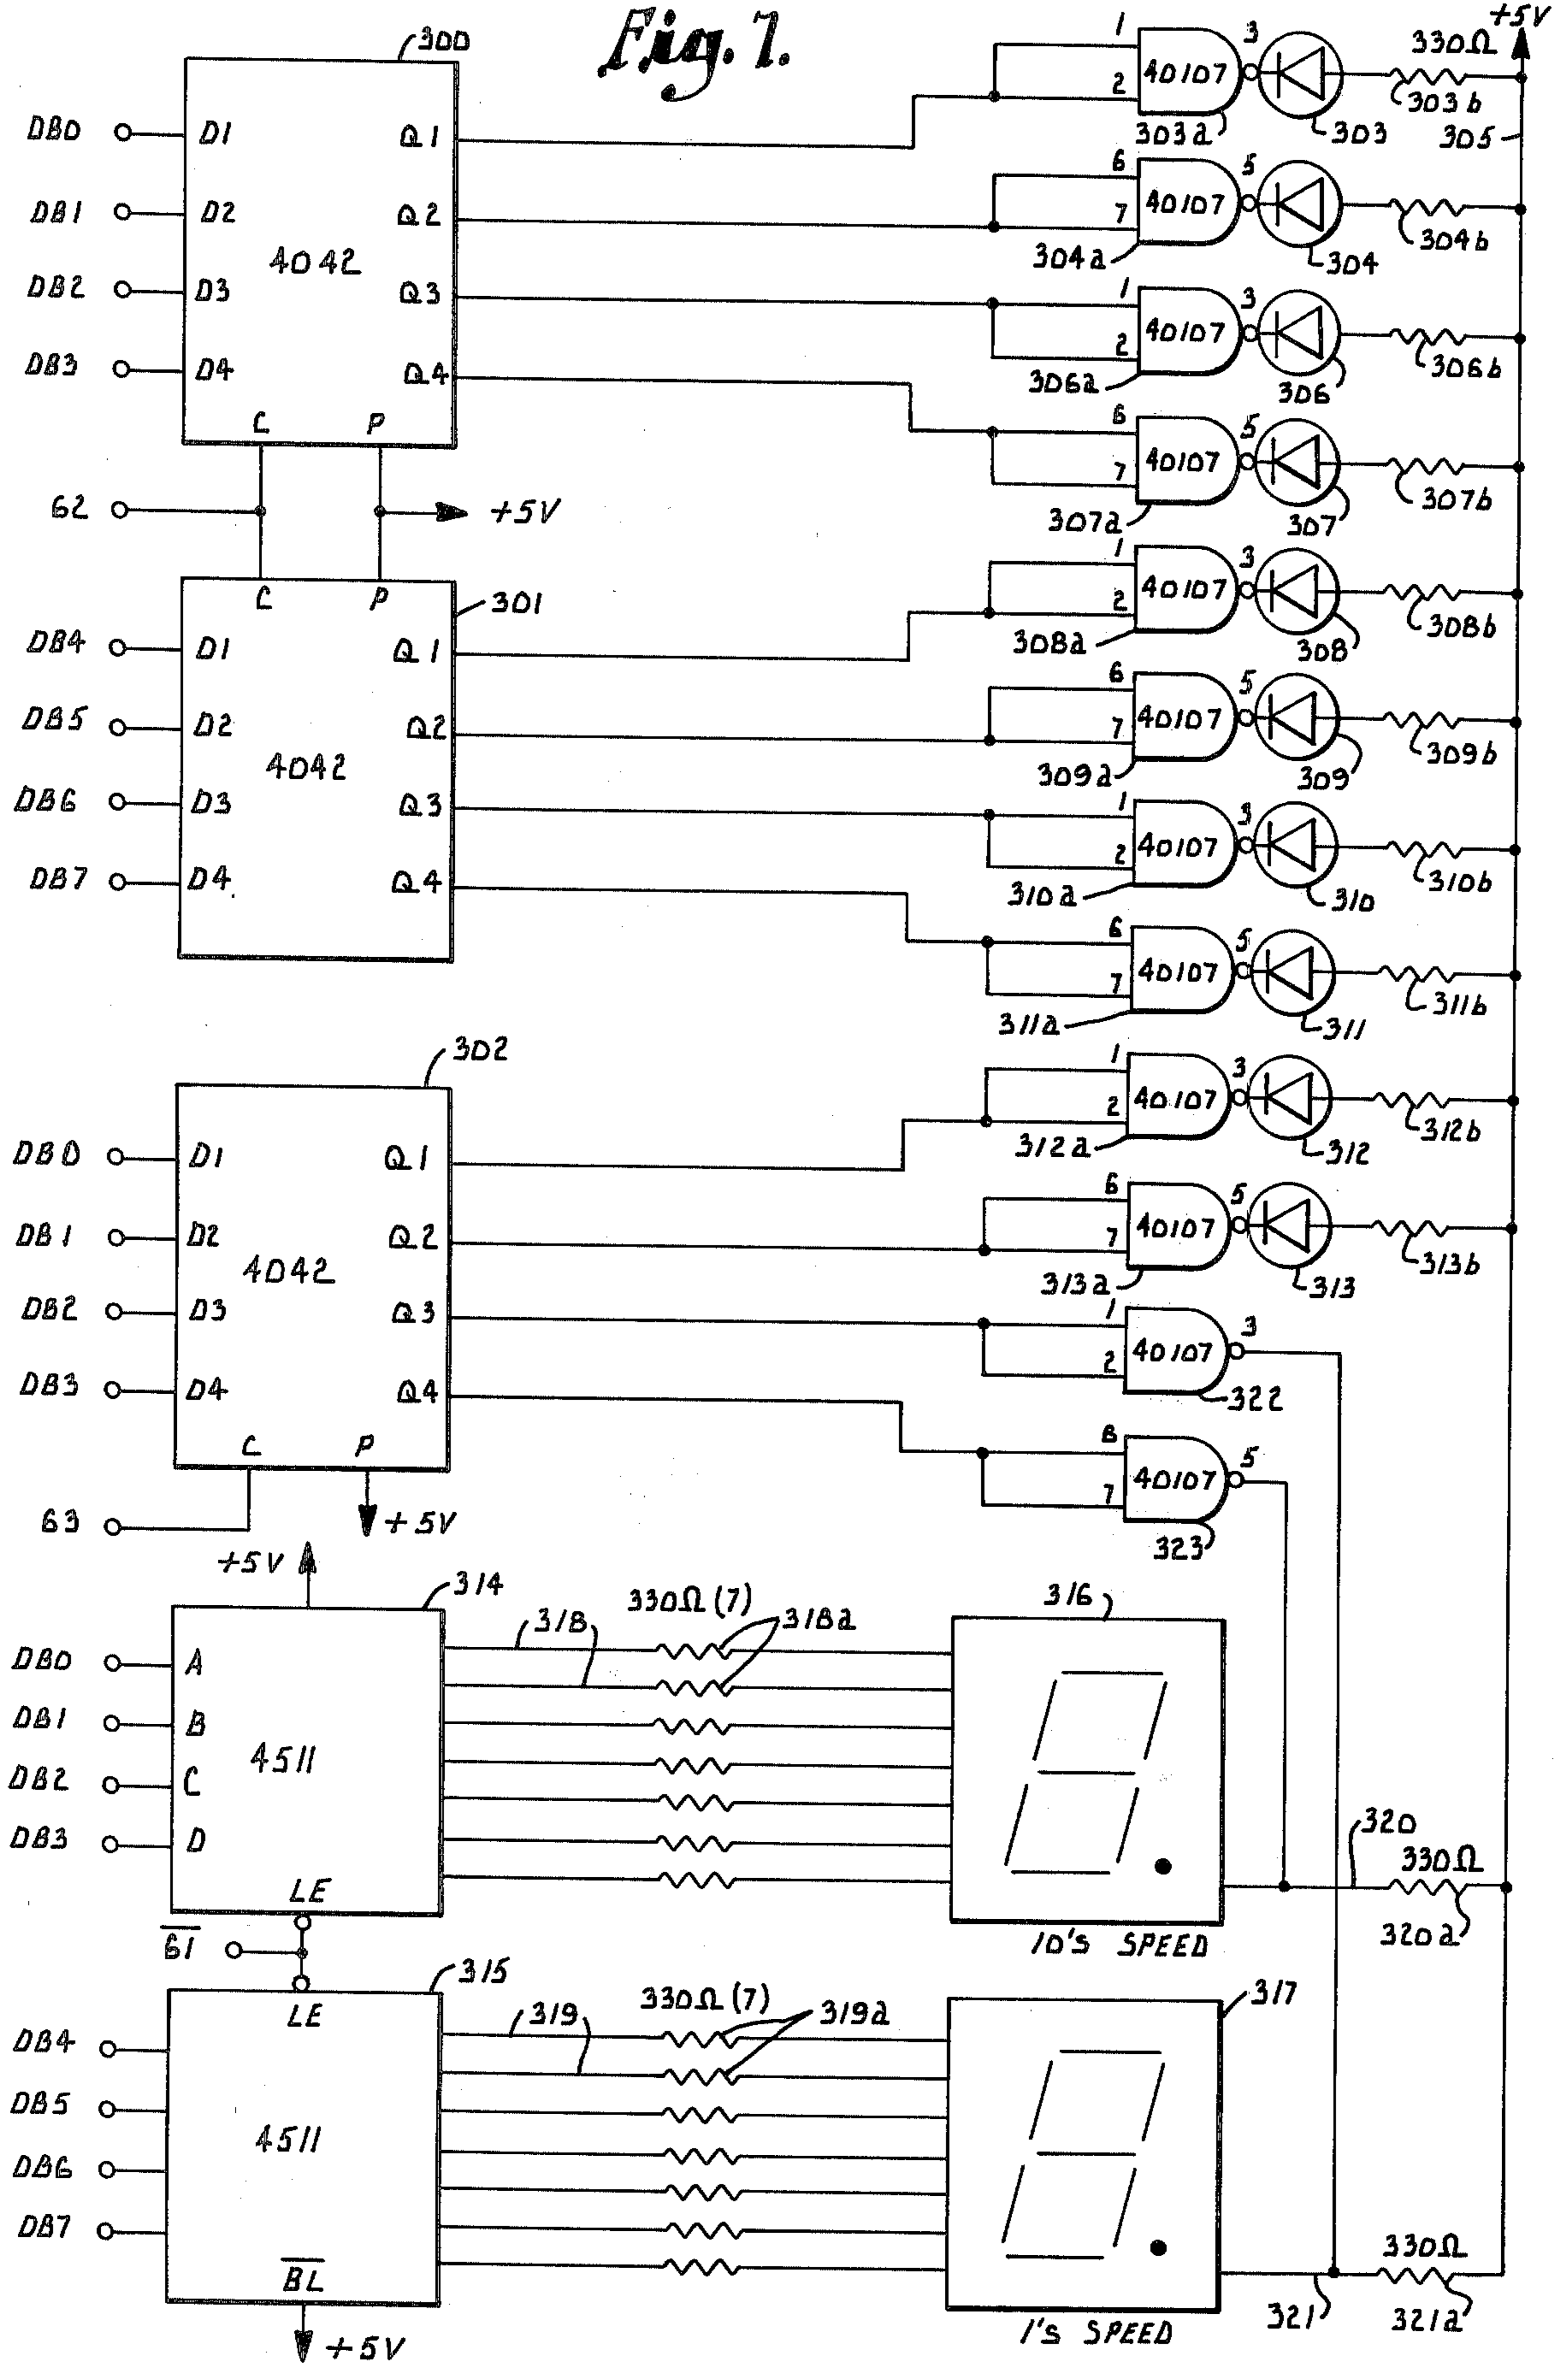 Fig. 7.
+5V
300
DB0 D1 Q1
DB1 D2 Q2
4042
DB2 D3 Q3
DB3 D4 Q4
C P
62 +5V
C P
301
DB4 D1 Q1
DB5 D2 Q2
4042
DB6 D3 Q3
DB7 D4 Q4
302
DB0 D1 Q1
DB1 D2 Q2
4042
DB2 D3 Q3
DB3 D4 Q4
C P
63 +5V
1 2 40107 3 303a 303 330Ω 303b 305
6 7 40107 5 304a 304 304b
1 2 40107 3 306a 306 306b
6 7 40107 5 307a 307 307b
1 2 40107 3 308a 308 308b
6 7 40107 5 309a 309 309b
1 2 40107 3 310a 310 310b
6 7 40107 5 311a 311 311b
1 2 40107 3 312a 312 312b
6 7 40107 5 313a 313 313b
1 2 40107 3 322
8 7 40107 5 323
+5V
314 318 330Ω (7) 318a 316
DB0 A
DB1 B
4511
DB2 C
DB3 D
LE
320 330Ω 320a
10's SPEED
61
315 319 330Ω (7) 319a 317
LE
DB4
DB5
4511
DB6
DB7
BL
+5V
321 330Ω 321a
1's SPEED